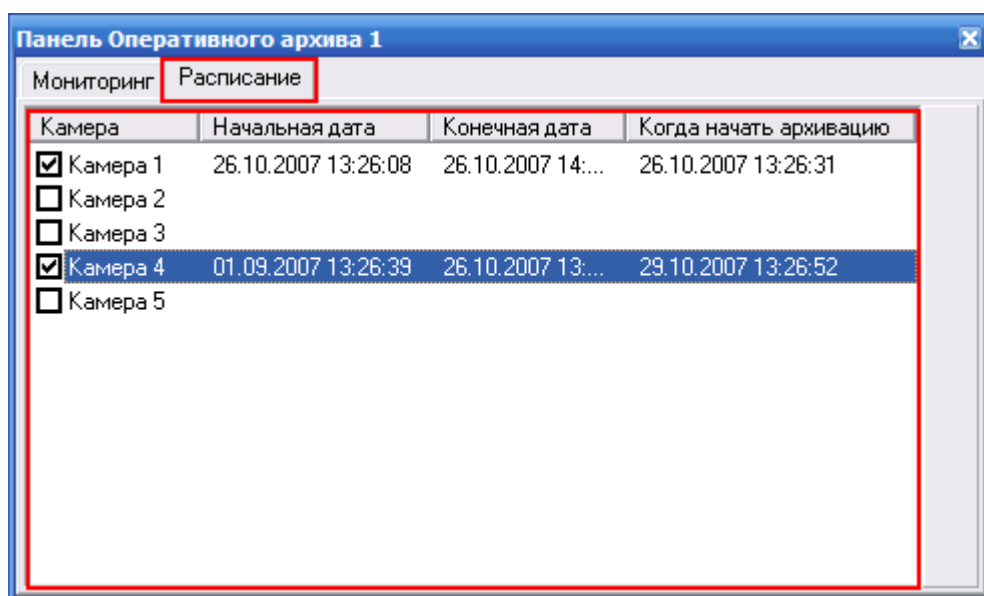 Панель Оперативного архива 1
Мониторинг Расписание
Камера Начальная дата Конечная дата Когда начать архивацию
Камера 1 26.10.2007 13:26:08 26.10.2007 14:... 26.10.2007 13:26:31
Камера 2
Камера 3
Камера 4 01.09.2007 13:26:39 26.10.2007 13:... 29.10.2007 13:26:52
Камера 5